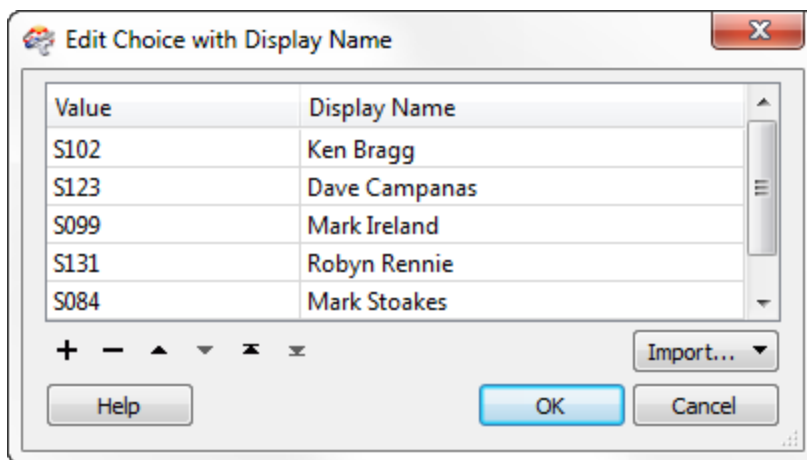 Edit Choice with Display Name
Value Display Name
S102 Ken Bragg
S123 Dave Campanas
S099 Mark Ireland
S131 Robyn Rennie
S084 Mark Stoakes
Import...
Help OK Cancel